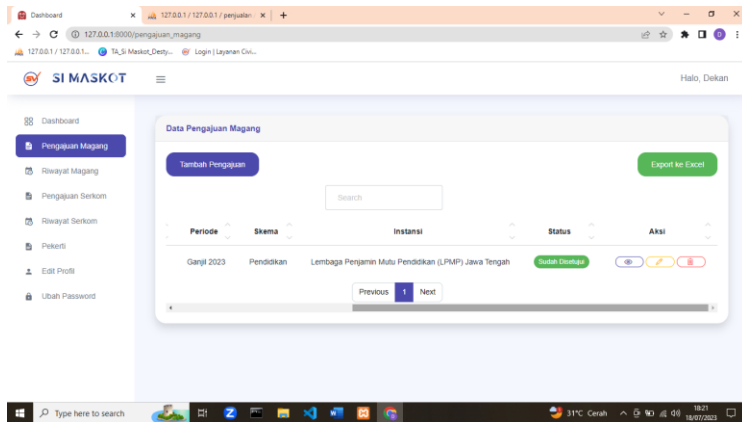 Dashboard
127.0.0.1 / 127.0.0.1 / penjualan
127.0.0.1:8000/pengajuan_magang
127.0.0.1 / 127.0.0.1...
TA_Si Maskot_Desty...
Login | Layanan Civi...
SV
SI MASKOT
Halo, Dekan
Dashboard
Pengajuan Magang
Riwayat Magang
Pengajuan Serkom
Riwayat Serkom
Pekerti
Edit Profil
Ubah Password
Data Pengajuan Magang
Tambah Pengajuan
Export ke Excel
Search
Periode Skema Instansi Status Aksi
Ganjil 2023 Pendidikan Lembaga Penjamin Mutu Pendidikan (LPMP) Jawa Tengah Sudah Disetujui
Previous 1 Next
Type here to search
31°C Cerah
10:21
18/07/2023